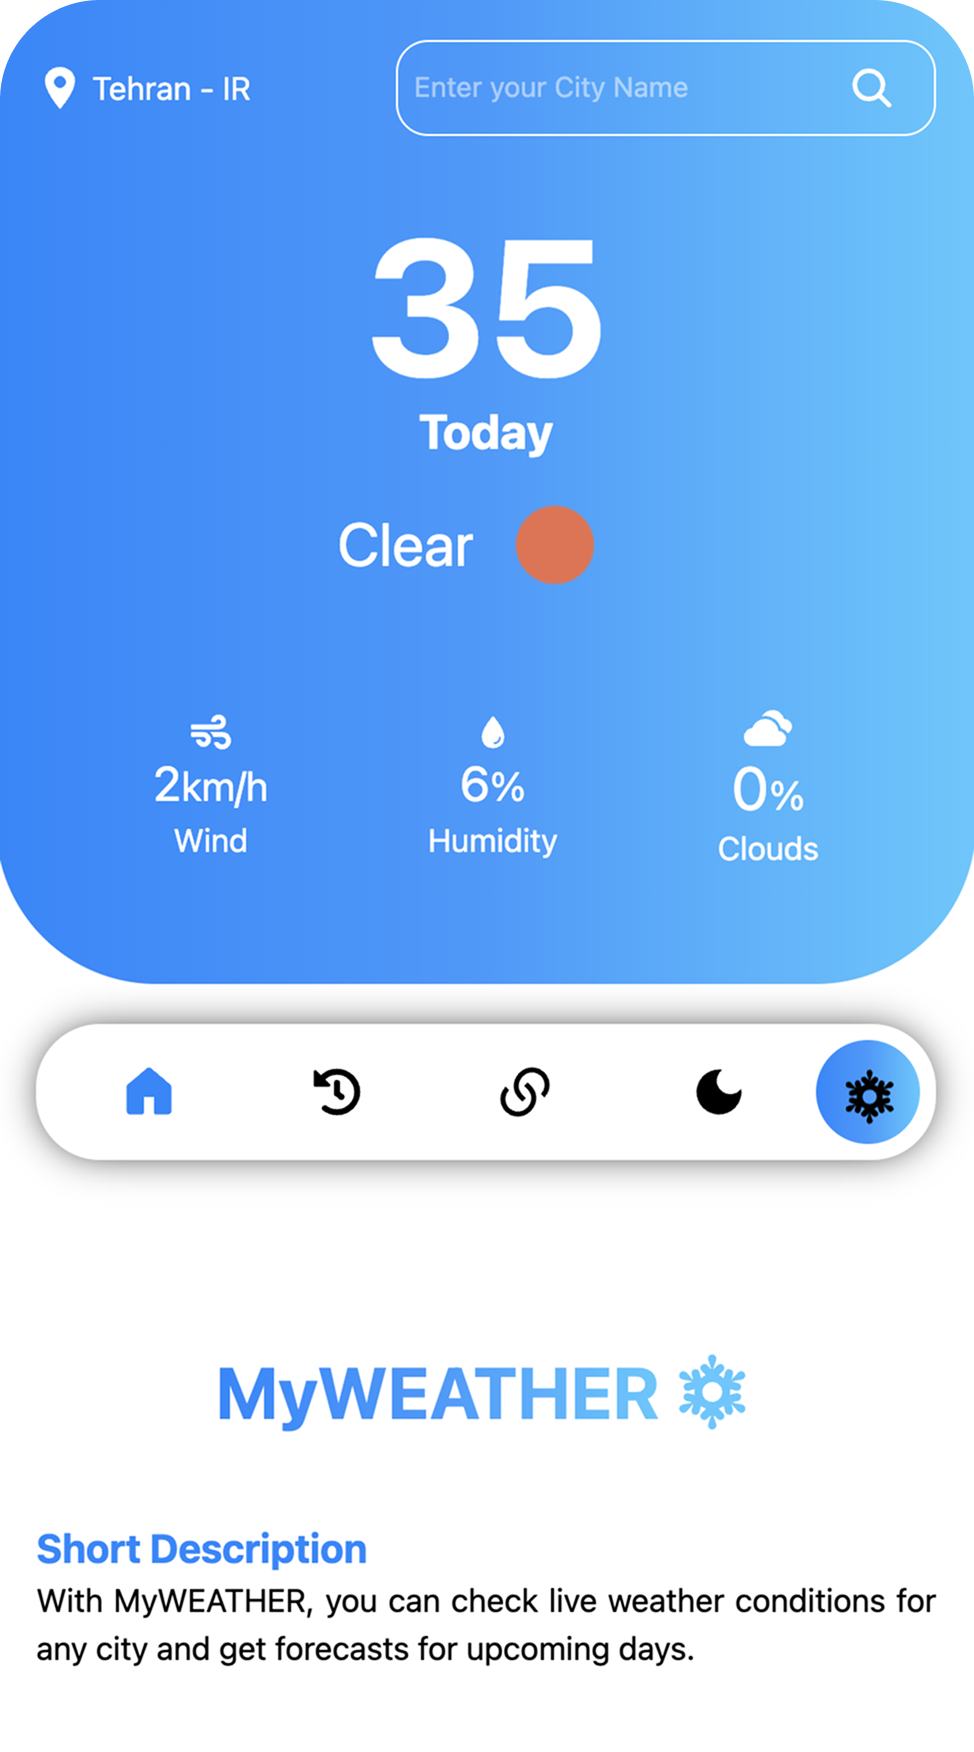 Tehran - IR
Enter your City Name
35
Today
Clear
2km/h
Wind
6%
Humidity
0%
Clouds
MyWEATHER
Short Description
With MyWEATHER, you can check live weather conditions for
any city and get forecasts for upcoming days.